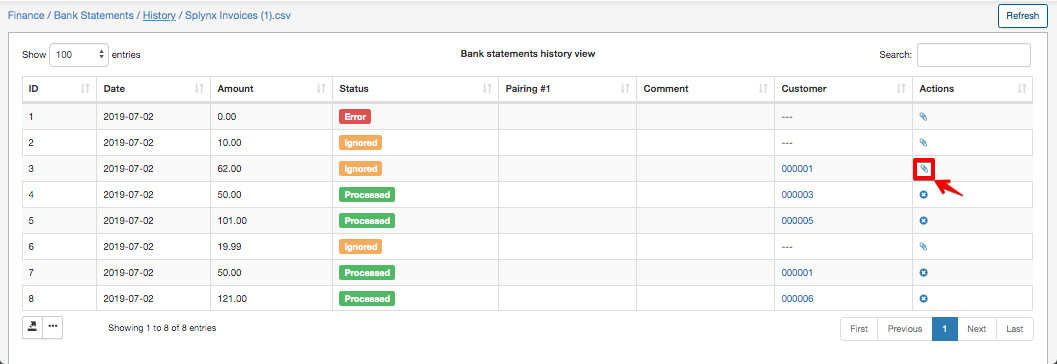 Finance / Bank Statements / History / Splynx Invoices (1).csv
Refresh
Show 100 entries
Bank statements history view
Search:
ID Date Amount Status Pairing #1 Comment Customer Actions
1 2019-07-02 0.00 Error ---
2 2019-07-02 10.00 Ignored ---
3 2019-07-02 62.00 Ignored 000001
4 2019-07-02 50.00 Processed 000003
5 2019-07-02 101.00 Processed 000005
6 2019-07-02 19.99 Ignored ---
7 2019-07-02 50.00 Processed 000001
8 2019-07-02 121.00 Processed 000006
Showing 1 to 8 of 8 entries
First Previous 1 Next Last